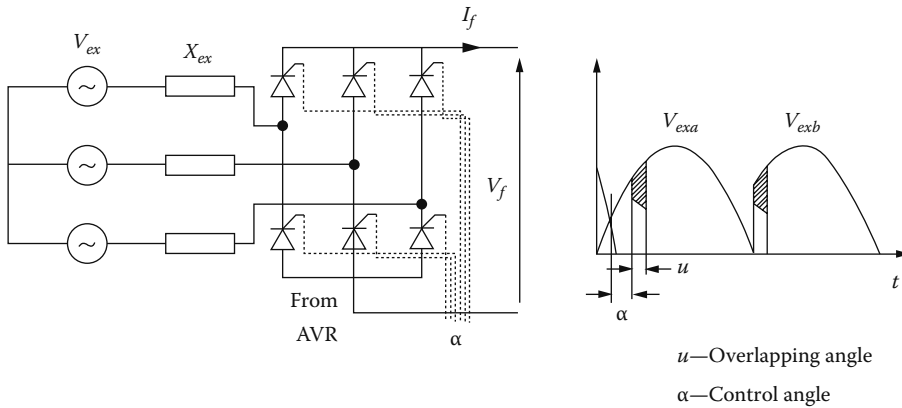 V_ex
X_ex
I_f
V_f
From
AVR
α
V_exa
V_exb
u
t
α
u—Overlapping angle
α—Control angle